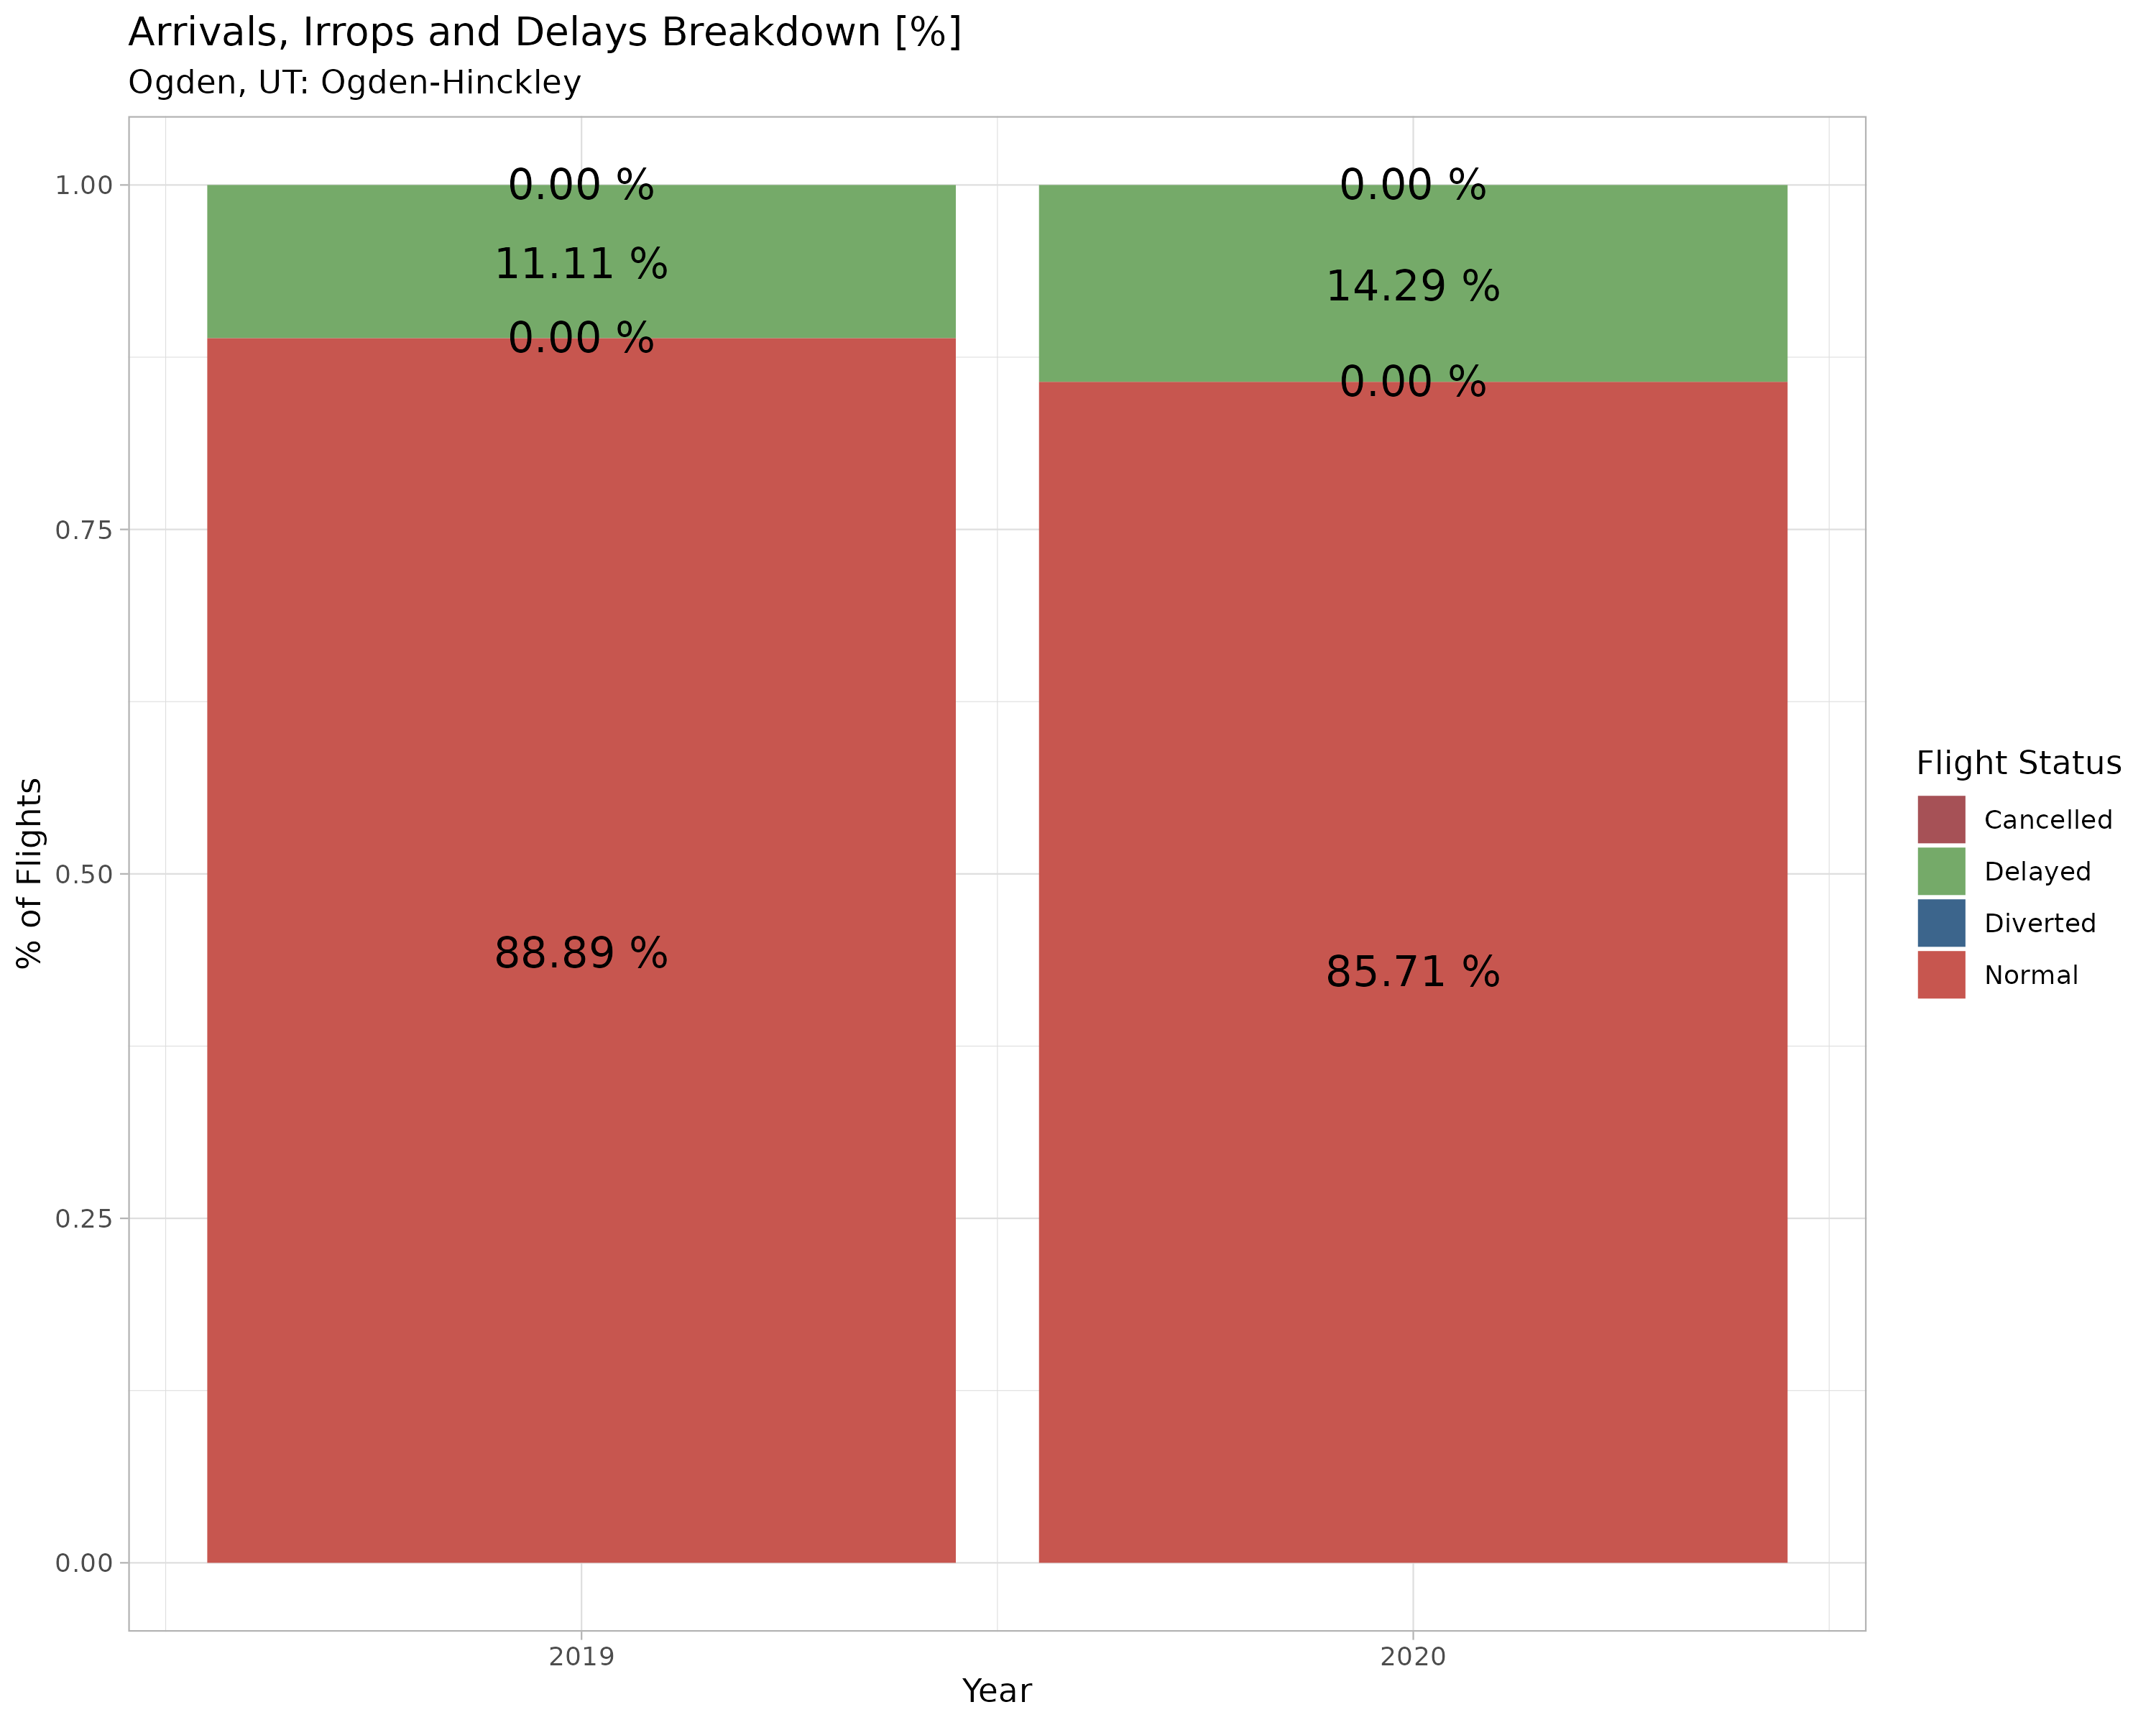 Arrivals, Irrops and Delays Breakdown [%]
Ogden, UT: Ogden-Hinckley
% of Flights
1.00
0.75
0.50
0.25
0.00
0.00 %
11.11 %
0.00 %
88.89 %
0.00 %
14.29 %
0.00 %
85.71 %
2019
2020
Year
Flight Status
Cancelled
Delayed
Diverted
Normal